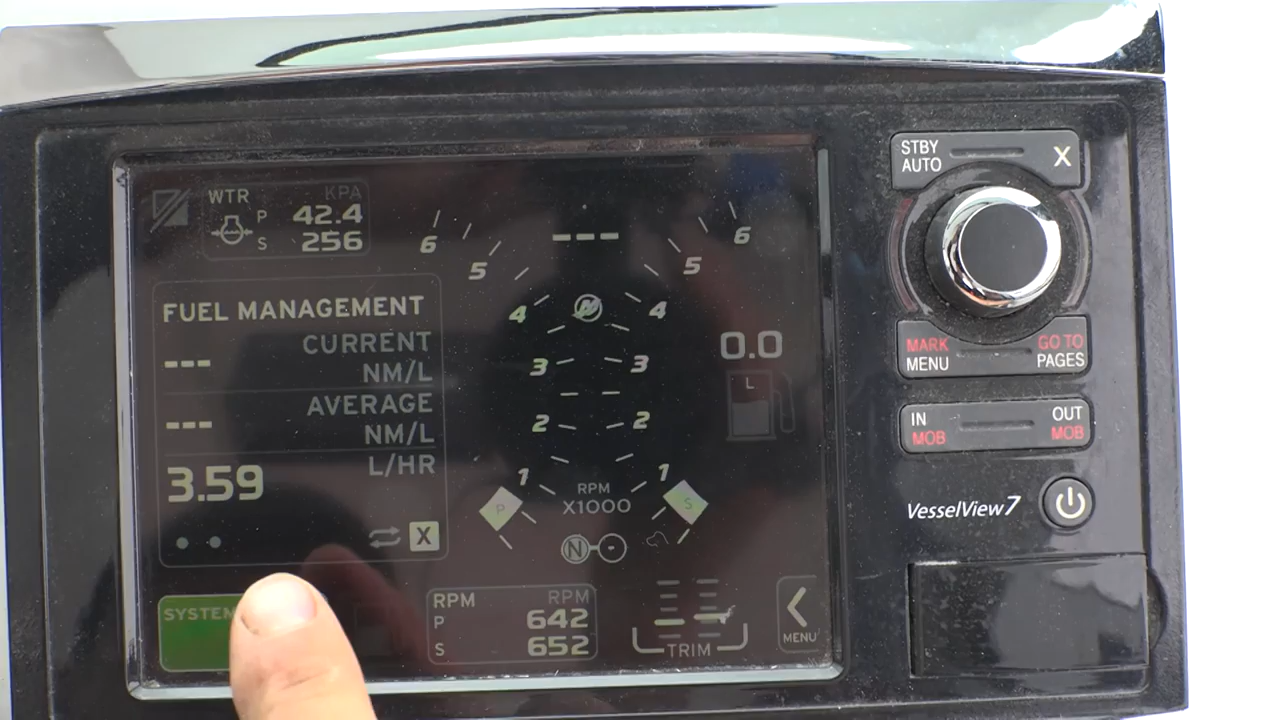 WTR KPA
P 42.4
S 256
FUEL MANAGEMENT
--- CURRENT
NM/L
--- AVERAGE
NM/L
3.59 L/HR
X
SYSTEM
---
6 6
5 5
4 4
3 3
2 2
1 1
RPM
X1000
P S
N -
0.0
L
RPM RPM
P 642
S 652
TRIM
MENU
STBY
AUTO
X
MARK
MENU
GO TO
PAGES
IN
MOB
OUT
MOB
VesselView7